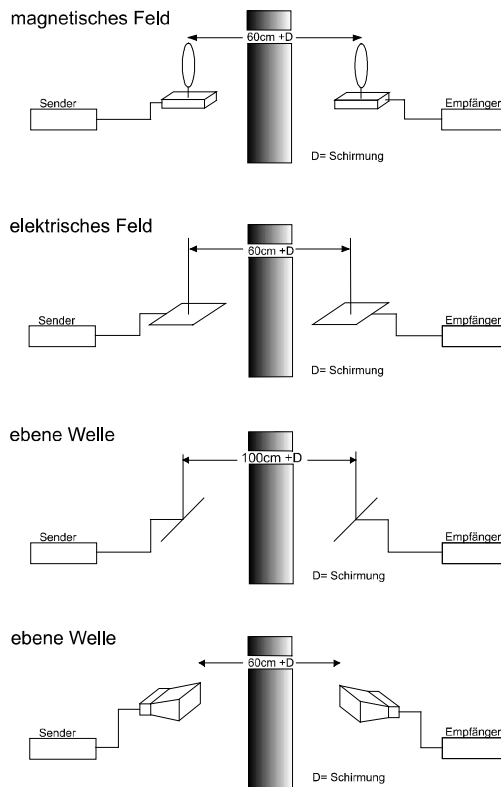 magnetisches Feld
60cm +D
Sender
Empfänger
D= Schirmung
elektrisches Feld
60cm +D
Sender
Empfänger
D= Schirmung
ebene Welle
100cm +D
Sender
Empfänger
D= Schirmung
ebene Welle
60cm +D
Sender
Empfänger
D= Schirmung